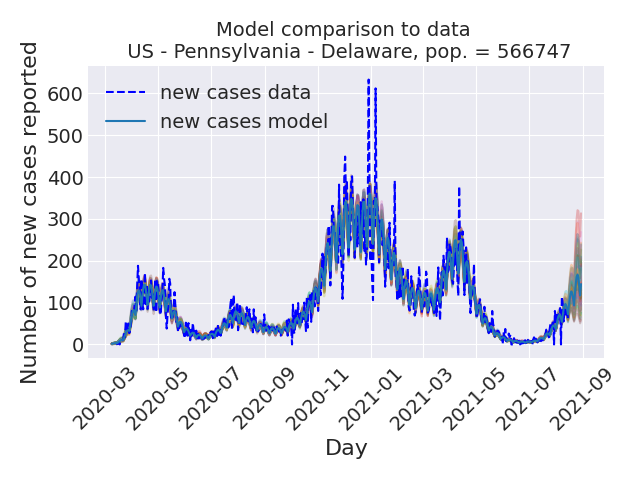 Model comparison to data
US - Pennsylvania - Delaware, pop. = 566747
Number of new cases reported
new cases data
new cases model
600
500
400
300
200
100
0
2020-03
2020-05
2020-07
2020-09
2020-11
2021-01
2021-03
2021-05
2021-07
2021-09
Day